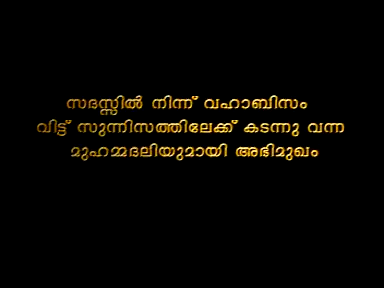 സദസ്സിൽ നിന്ന് വഹാബിസം
വിട്ട് സുന്നിസത്തിലേക്ക് കടന്നു വന്ന
മുഹമ്മദലിയുമായി അഭിമുഖം